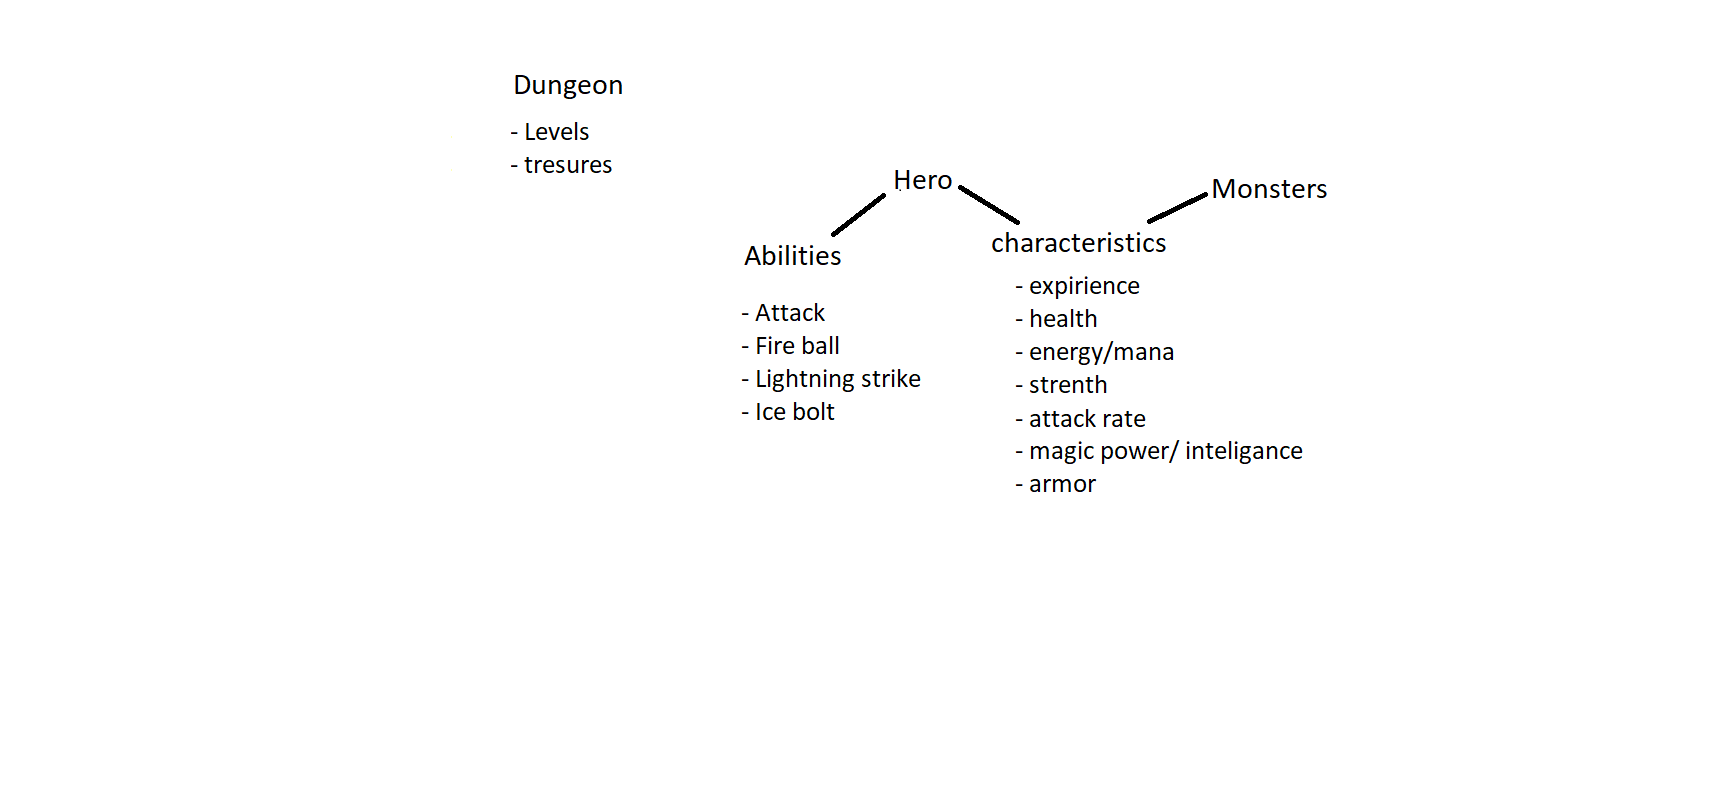 Dungeon
- Levels
- tresures
Hero
Monsters
Abilities
- Attack
- Fire ball
- Lightning strike
- Ice bolt
characteristics
- expirience
- health
- energy/mana
- strenth
- attack rate
- magic power/ inteligance
- armor